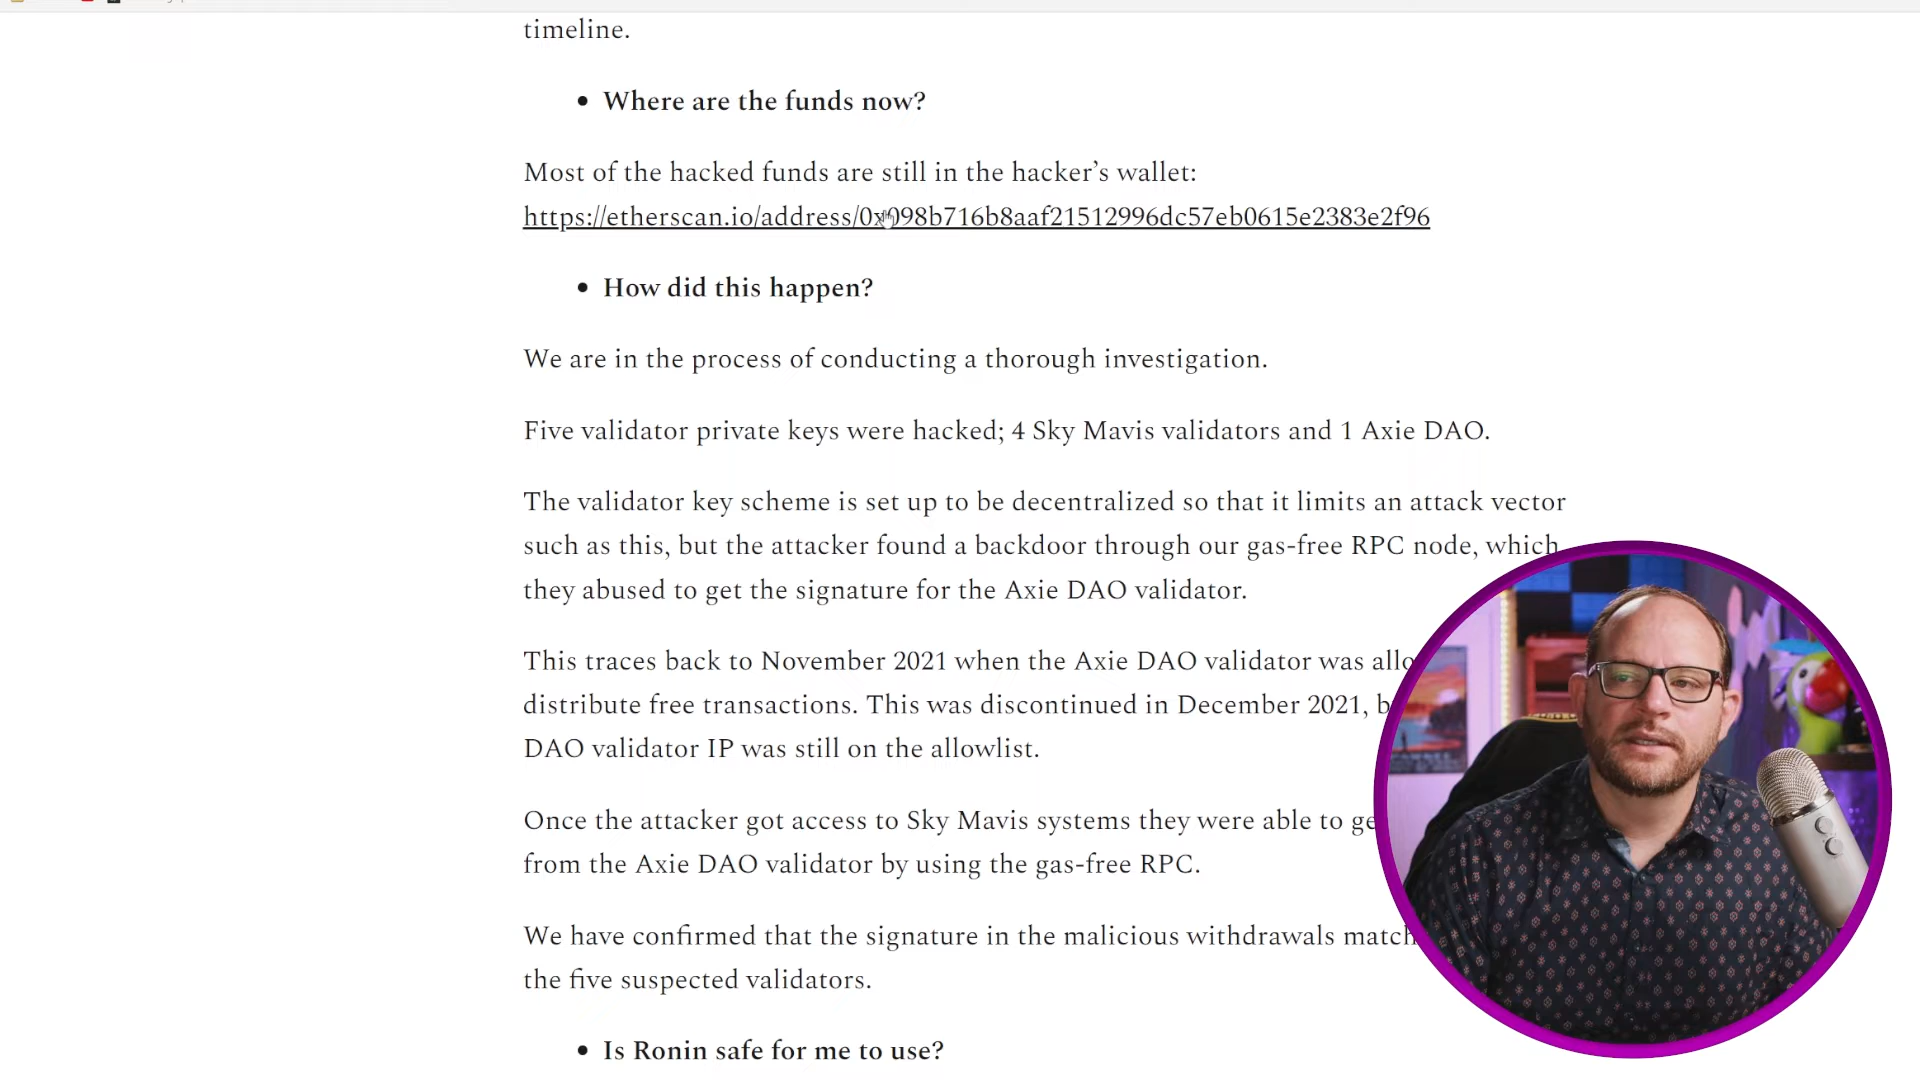 timeline.
• Where are the funds now?
Most of the hacked funds are still in the hacker’s wallet:
https://etherscan.io/address/0x098b716b8aaf21512996dc57eb0615e2383e2f96
• How did this happen?
We are in the process of conducting a thorough investigation.
Five validator private keys were hacked; 4 Sky Mavis validators and 1 Axie DAO.
The validator key scheme is set up to be decentralized so that it limits an attack vector
such as this, but the attacker found a backdoor through our gas-free RPC node, which
they abused to get the signature for the Axie DAO validator.
This traces back to November 2021 when the Axie DAO validator was
distribute free transactions. This was discontinued in December 2021,
DAO validator IP was still on the allowlist.
Once the attacker got access to Sky Mavis systems they were able to
from the Axie DAO validator by using the gas-free RPC.
We have confirmed that the signature in the malicious withdrawals match
the five suspected validators.
• Is Ronin safe for me to use?